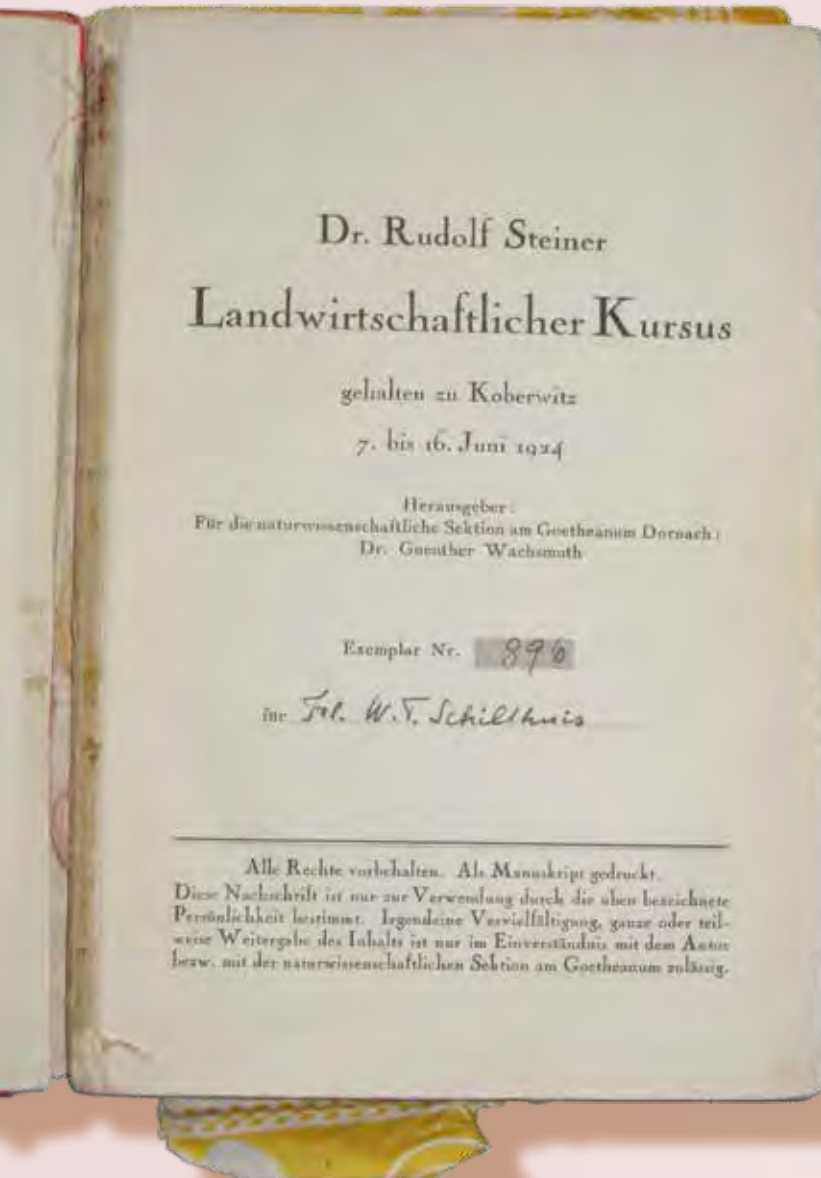 Dr. Rudolf Steiner
Landwirtschaftlicher Kursus
gehalten zu Koberwitz
7. bis 16. Juni 1924
Herausgeber:
Für die naturwissenschaftliche Sektion am Goetheanum Dornach:
Dr. Guenther Wachsmuth
Exemplar Nr. 896
für Frl. W. T. Schilthuis
Alle Rechte vorbehalten. Als Manuskript gedruckt.
Diese Nachschrift ist nur zur Verwendung durch die oben bezeichnete
Persönlichkeit bestimmt. Irgendeine Vervielfältigung, ganze oder teil-
weise Weitergabe des Inhalts ist nur im Einverständnis mit dem Autor
bezw. mit der naturwissenschaftlichen Sektion am Goetheanum zulässig.